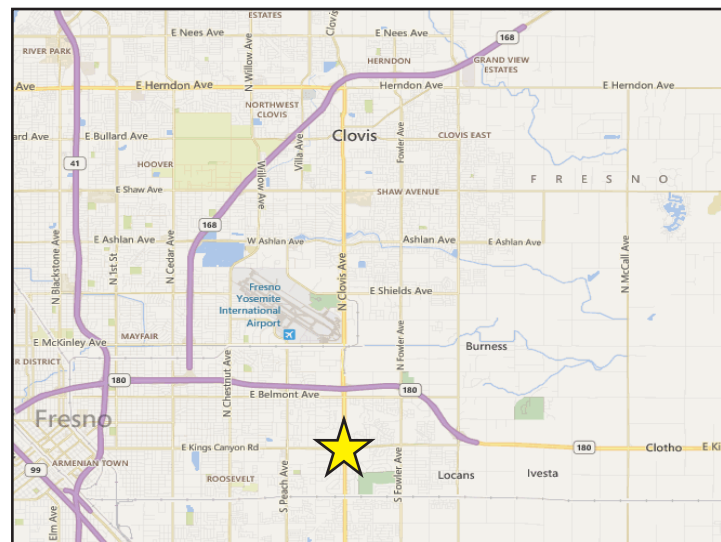 ESTATES
E Nees Ave
E Nees Ave
Clovis
N Willow Ave
168
RIVER PARK
HERNDON
GRAND VIEW
ESTATES
Ave
E Herndon Ave
Herndon Ave
E Herndon Ave
NORTHWEST
CLOVIS
ard Ave
E Bullard Ave
Villa Ave
Clovis
Fowler Ave
CLOVIS EAST
41
HOOVER
Willow Ave
FRESNO
E Shaw Ave
SHAW AVENUE
168
N Blackstone Ave
N 1st St
N Cedar Ave
E Ashlan Ave
W Ashlan Ave
Ashlan Ave
E Ashlan Ave
N McCall Ave
N Clovis Ave
Fresno
Yosemite
International
Airport
E Shields Ave
E McKinley Ave
MAYFAIR
N Fowler Ave
Burness
ER DISTRICT
180
N Chestnut Ave
E Belmont Ave
180
Fresno
E Kings Canyon Rd
180
Clotho
E Ki
99
ARMENIAN TOWN
ROOSEVELT
S Peach Ave
S Fowler Ave
Locans
Ivesta
Elm Ave